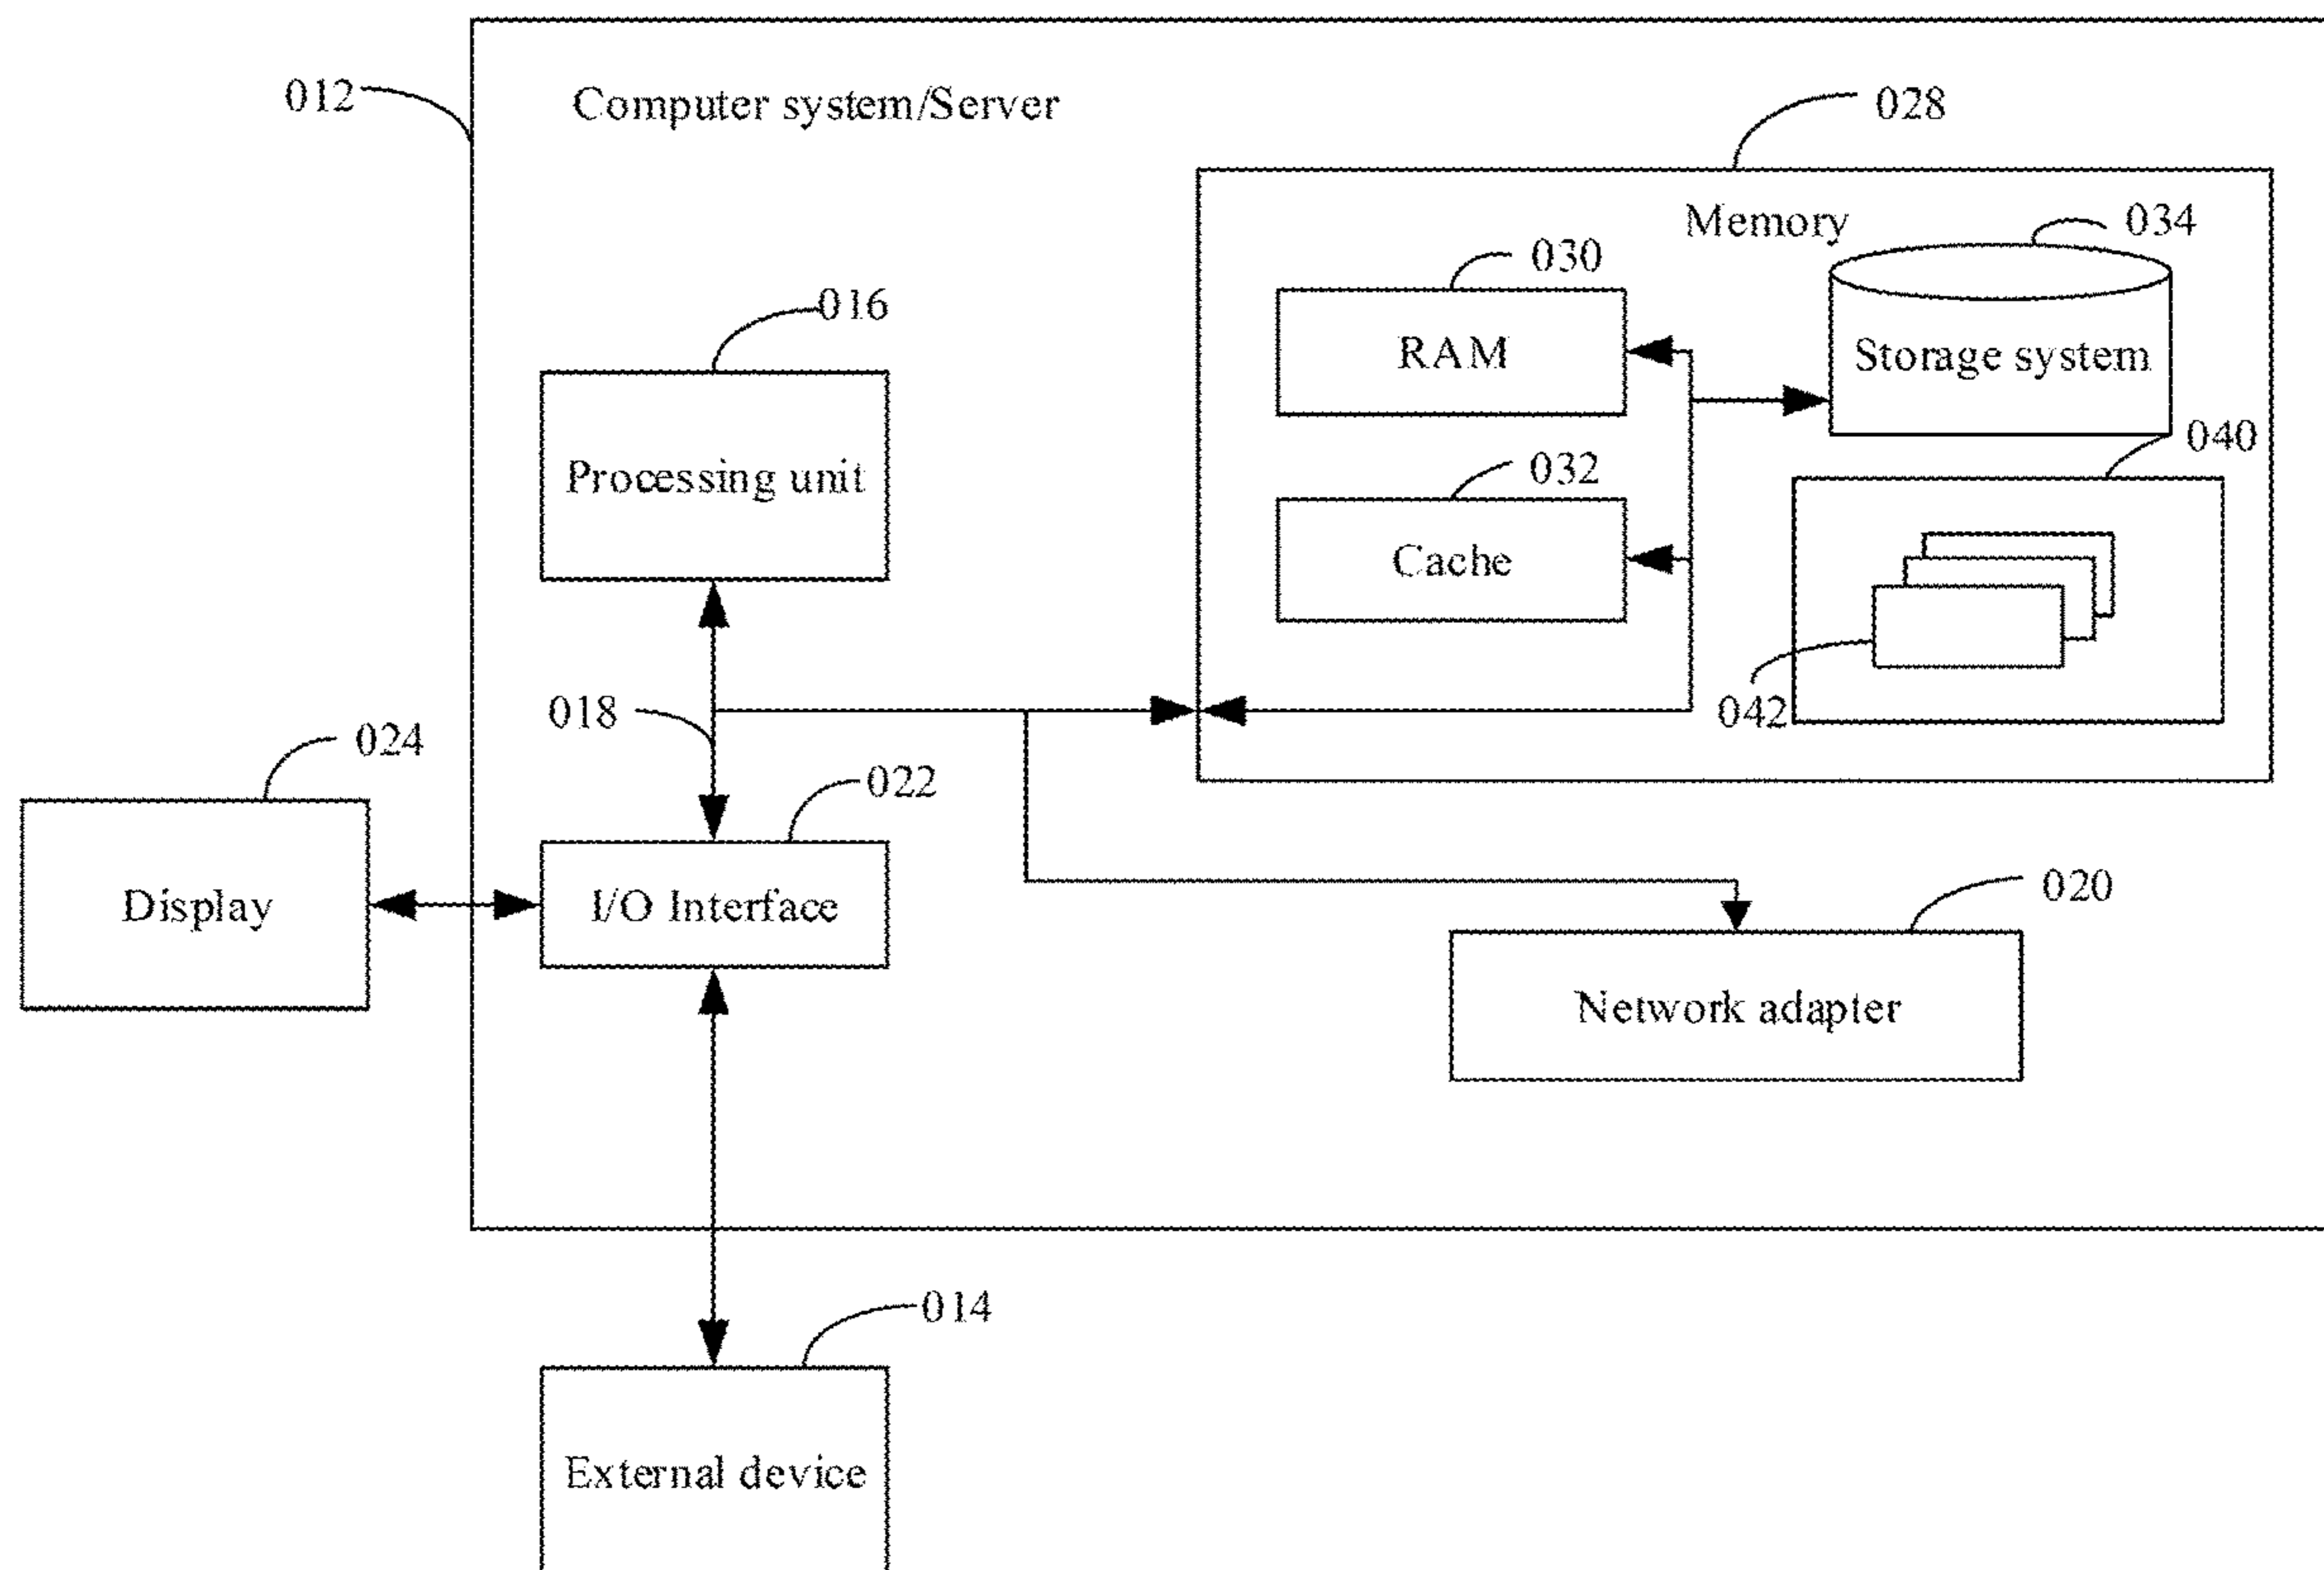 012
Computer system/Server
028
Memory
034
030
016
RAM
Storage system
040
Processing unit
032
Cache
018
042
024
022
Display
I/O Interface
020
Network adapter
014
External device